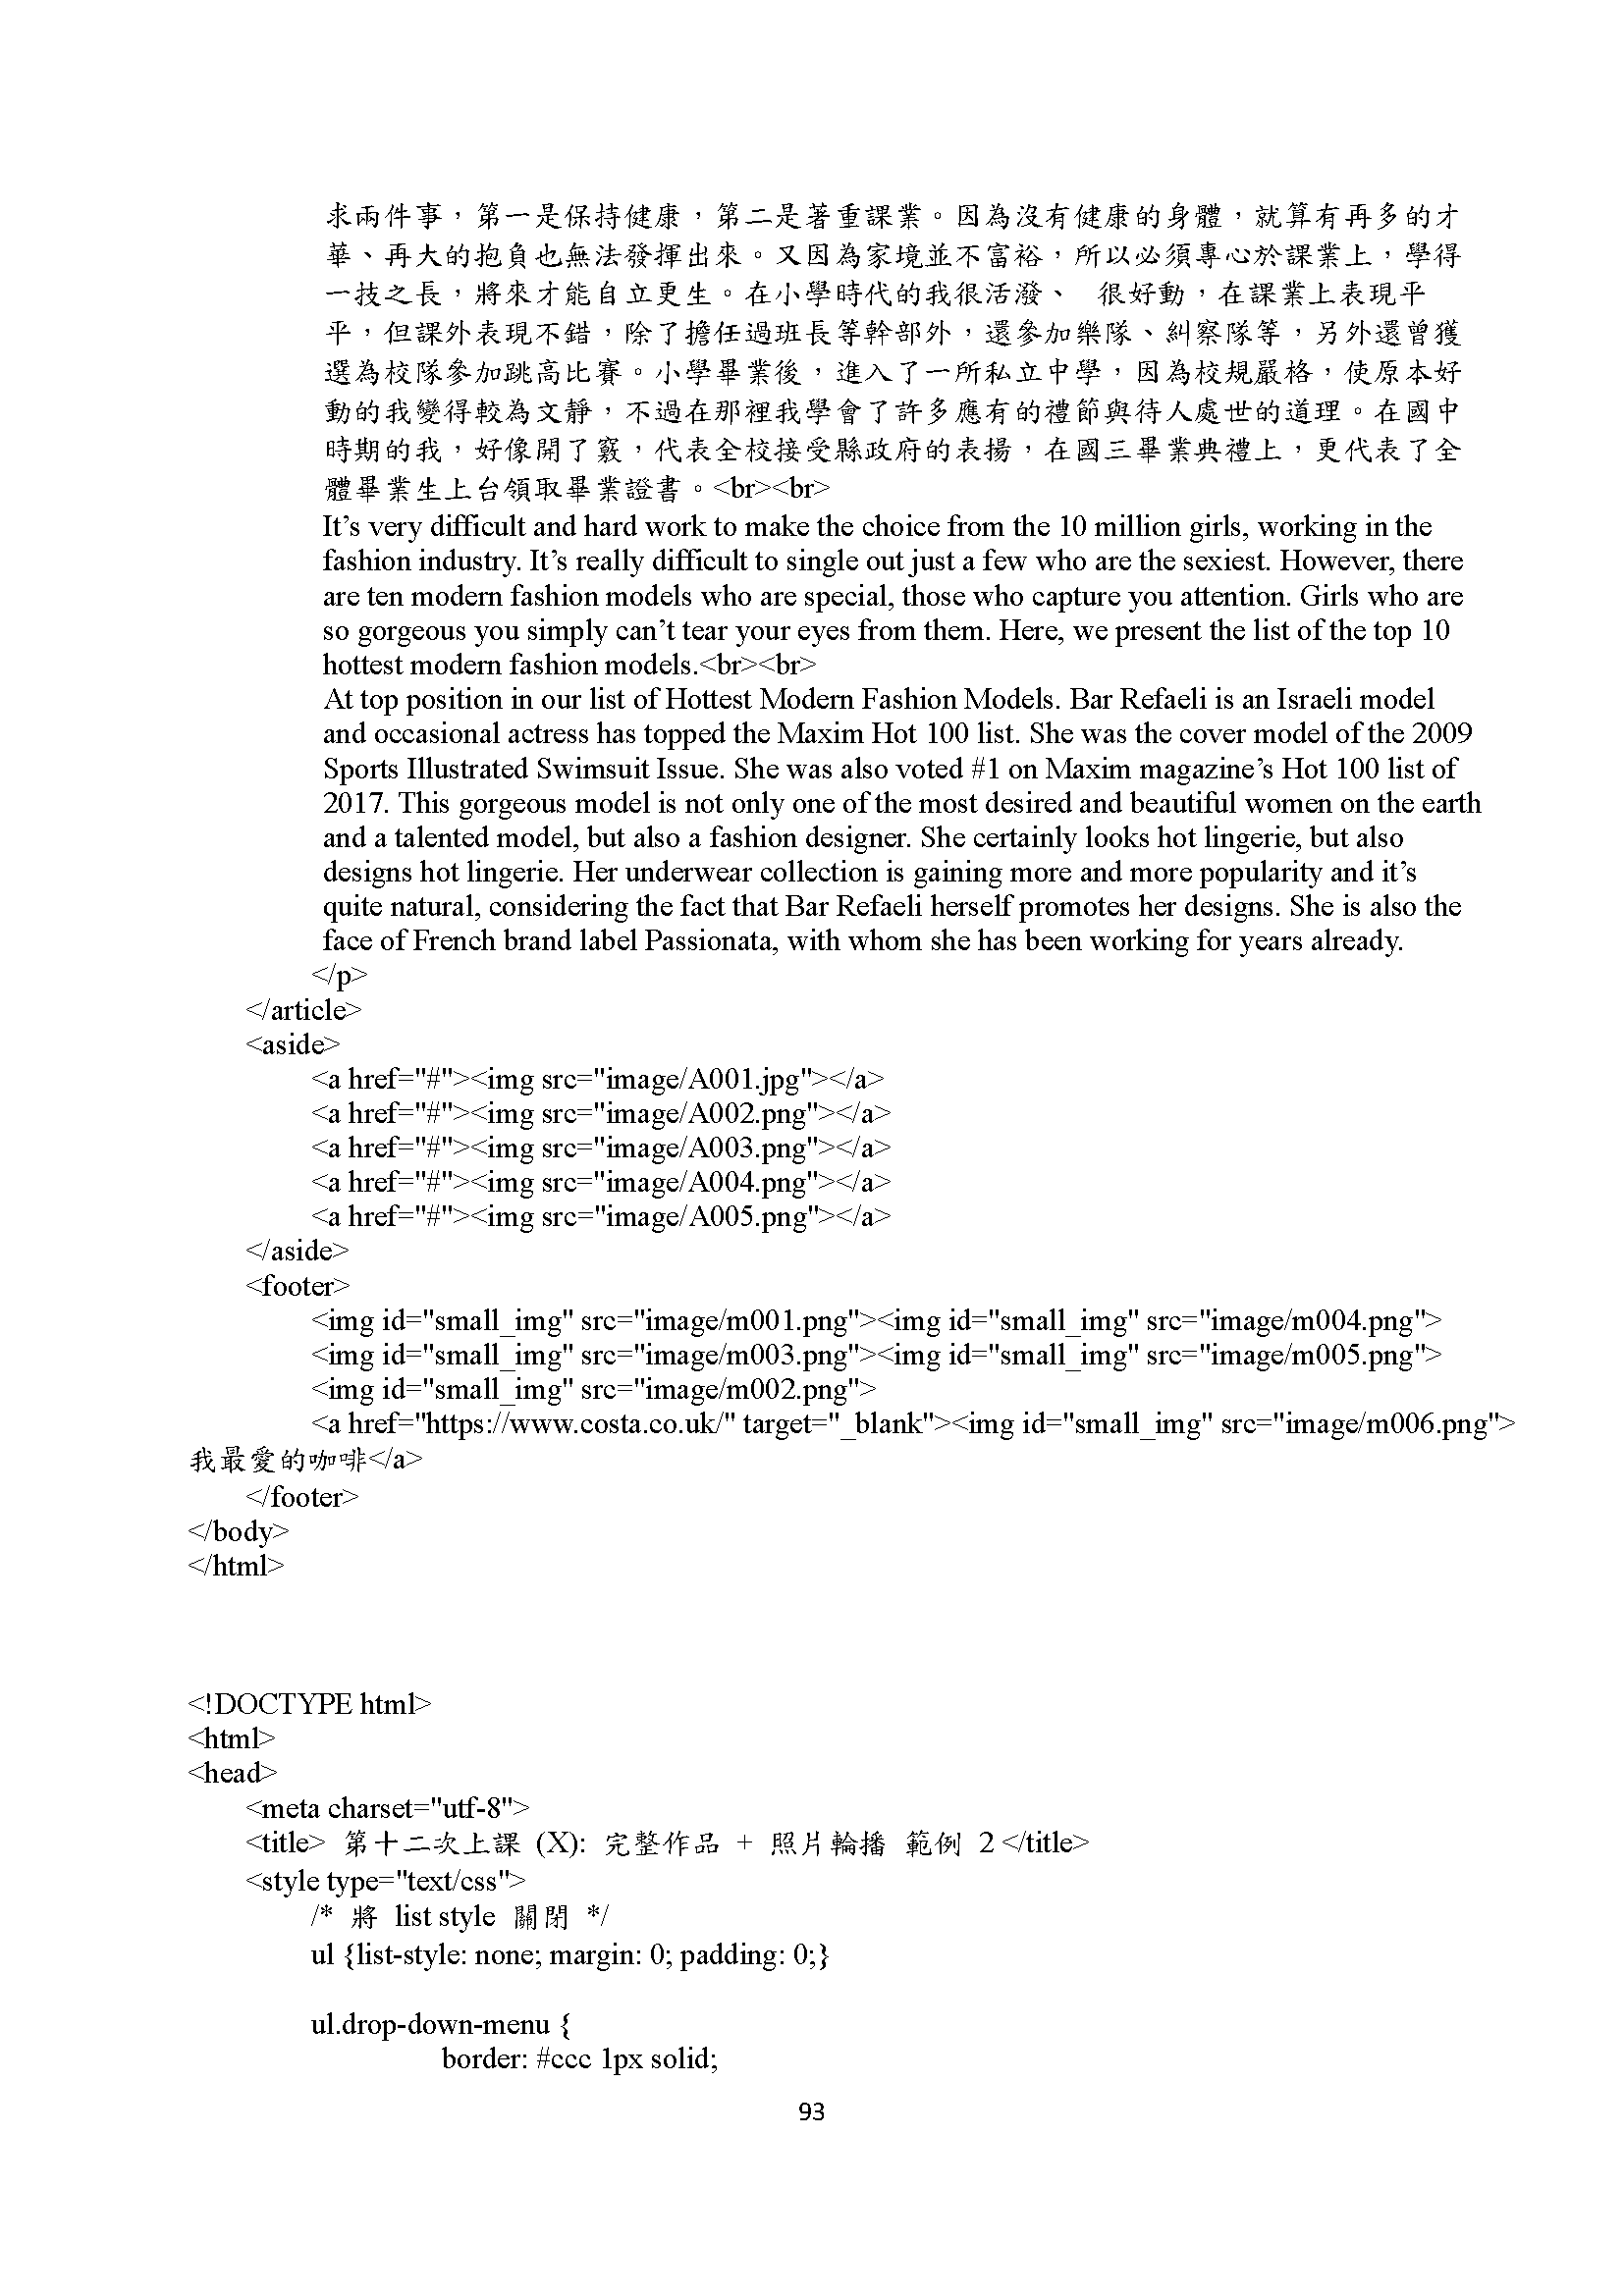 求兩件事，第一是保持健康，第二是著重課業。因為沒有健康的身體，就算有再多的才
華、再大的抱負也無法發揮出來。又因為家境並不富裕，所以必須專心於課業上，學得
一技之長，將來才能自立更生。在小學時代的我很活潑、 很好動，在課業上表現平
平，但課外表現不錯，除了擔任過班長等幹部外，還參加樂隊、糾察隊等，另外還曾獲
選為校隊參加跳高比賽。小學畢業後，進入了一所私立中學，因為校規嚴格，使原本好
動的我變得較為文靜，不過在那裡我學會了許多應有的禮節與待人處世的道理。在國中
時期的我，好像開了竅，代表全校接受縣政府的表揚，在國三畢業典禮上，更代表了全
體畢業生上台領取畢業證書。<br><br>
It’s very difficult and hard work to make the choice from the 10 million girls, working in the
fashion industry. It’s really difficult to single out just a few who are the sexiest. However, there
are ten modern fashion models who are special, those who capture you attention. Girls who are
so gorgeous you simply can’t tear your eyes from them. Here, we present the list of the top 10
hottest modern fashion models.<br><br>
At top position in our list of Hottest Modern Fashion Models. Bar Refaeli is an Israeli model
and occasional actress has topped the Maxim Hot 100 list. She was the cover model of the 2009
Sports Illustrated Swimsuit Issue. She was also voted #1 on Maxim magazine’s Hot 100 list of
2017. This gorgeous model is not only one of the most desired and beautiful women on the earth
and a talented model, but also a fashion designer. She certainly looks hot lingerie, but also
designs hot lingerie. Her underwear collection is gaining more and more popularity and it’s
quite natural, considering the fact that Bar Refaeli herself promotes her designs. She is also the
face of French brand label Passionata, with whom she has been working for years already.
</p>
</article>
<aside>
<a href="#"><img src="image/A001.jpg"></a>
<a href="#"><img src="image/A002.png"></a>
<a href="#"><img src="image/A003.png"></a>
<a href="#"><img src="image/A004.png"></a>
<a href="#"><img src="image/A005.png"></a>
</aside>
<footer>
<img id="small_img" src="image/m001.png"><img id="small_img" src="image/m004.png">
<img id="small_img" src="image/m003.png"><img id="small_img" src="image/m005.png">
<img id="small_img" src="image/m002.png">
<a href="https://www.costa.co.uk/" target="_blank"><img id="small_img" src="image/m006.png">
我最愛的咖啡</a>
</footer>
</body>
</html>
<!DOCTYPE html>
<html>
<head>
<meta charset="utf-8">
<title> 第十二次上課 (X): 完整作品 + 照片輪播 範例 2 </title>
<style type="text/css">
/* 將 list style 關閉 */
ul {list-style: none; margin: 0; padding: 0;}
ul.drop-down-menu {
border: #ccc 1px solid;
93